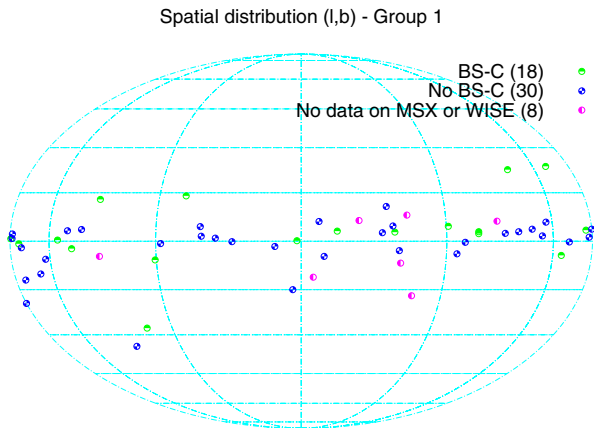 Spatial distribution (l,b) - Group 1
BS-C (18)
No BS-C (30)
No data on MSX or WISE (8)